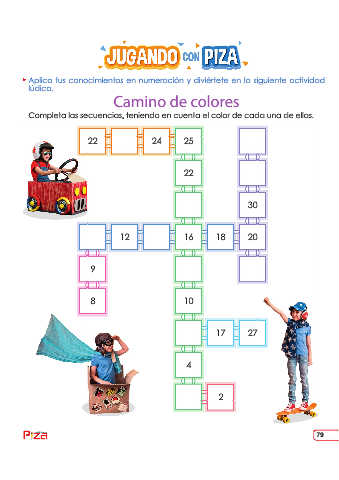 JUGANDO CON PIZA
Aplica tus conocimientos en numeración y diviértete en la siguiente actividad
lúdica.
Camino de colores
Completa las secuencias, teniendo en cuenta el color de cada una de ellas.
22 24 25
22
30
12 16 18 20
9
8 10
17 27
4
2
Piza
79